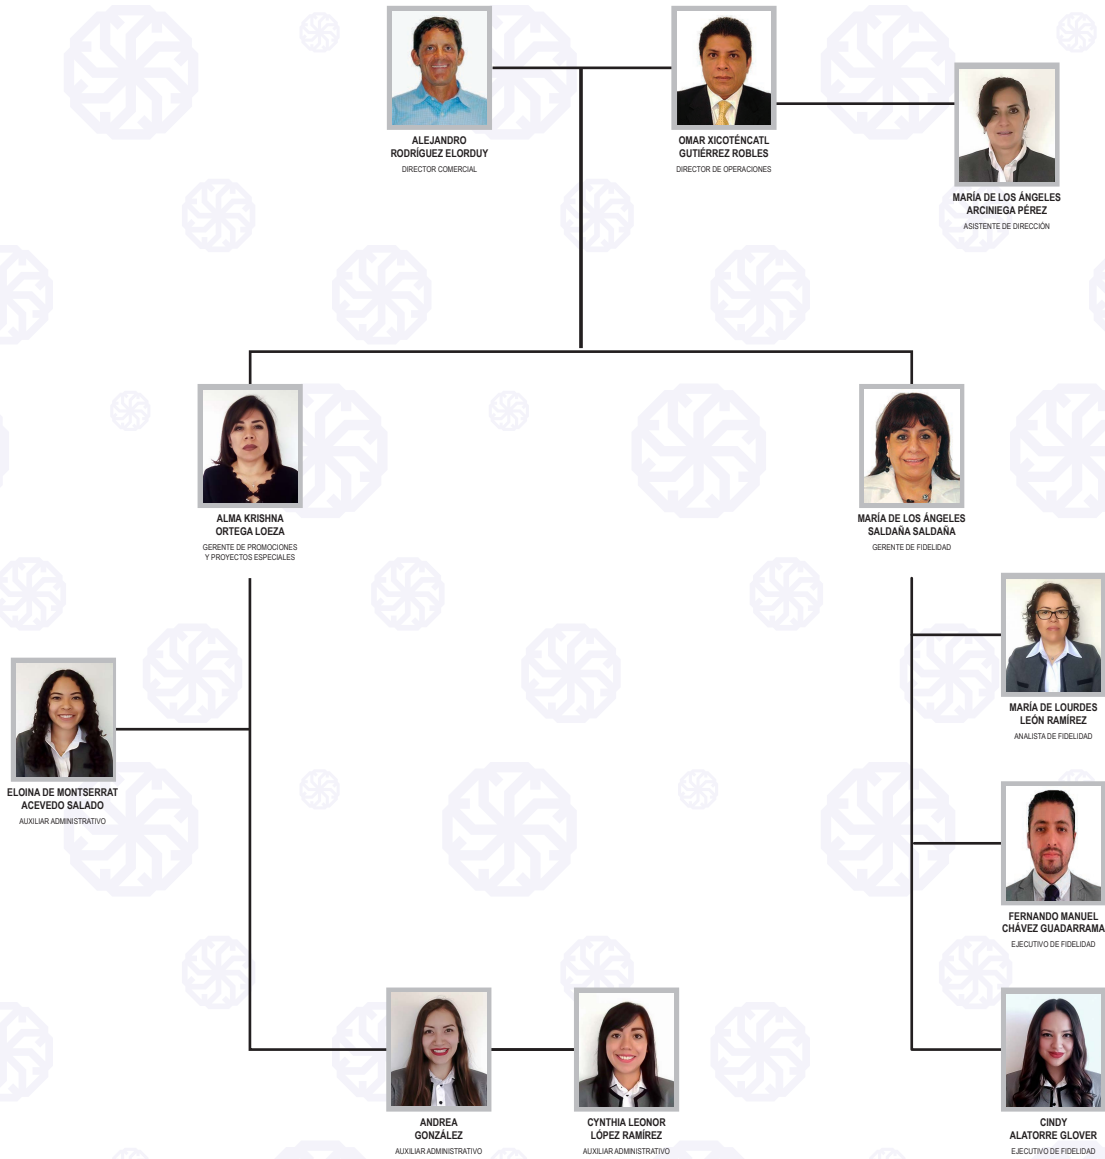 ALEJANDRO
RODRÍGUEZ ELORDUY
DIRECTOR COMERCIAL
OMAR XICOTÉNCATL
GUTIÉRREZ ROBLES
DIRECTOR DE OPERACIONES
MARÍA DE LOS ÁNGELES
ARCINIEGA PÉREZ
ASISTENTE DE DIRECCIÓN
ALMA KRISHNA
ORTEGA LOEZA
GERENTE DE PROMOCIONES
Y PROYECTOS ESPECIALES
MARÍA DE LOS ÁNGELES
SALDAÑA SALDAÑA
GERENTE DE FIDELIDAD
MARÍA DE LOURDES
LEÓN RAMÍREZ
ANALISTA DE FIDELIDAD
ELOINA DE MONTSERRAT
ACEVEDO SALADO
AUXILIAR ADMINISTRATIVO
FERNANDO MANUEL
CHÁVEZ GUADARRAMA
EJECUTIVO DE FIDELIDAD
ANDREA
GONZÁLEZ
AUXILIAR ADMINISTRATIVO
CYNTHIA LEONOR
LÓPEZ RAMÍREZ
AUXILIAR ADMINISTRATIVO
CINDY
ALATORRE GLOVER
EJECUTIVO DE FIDELIDAD